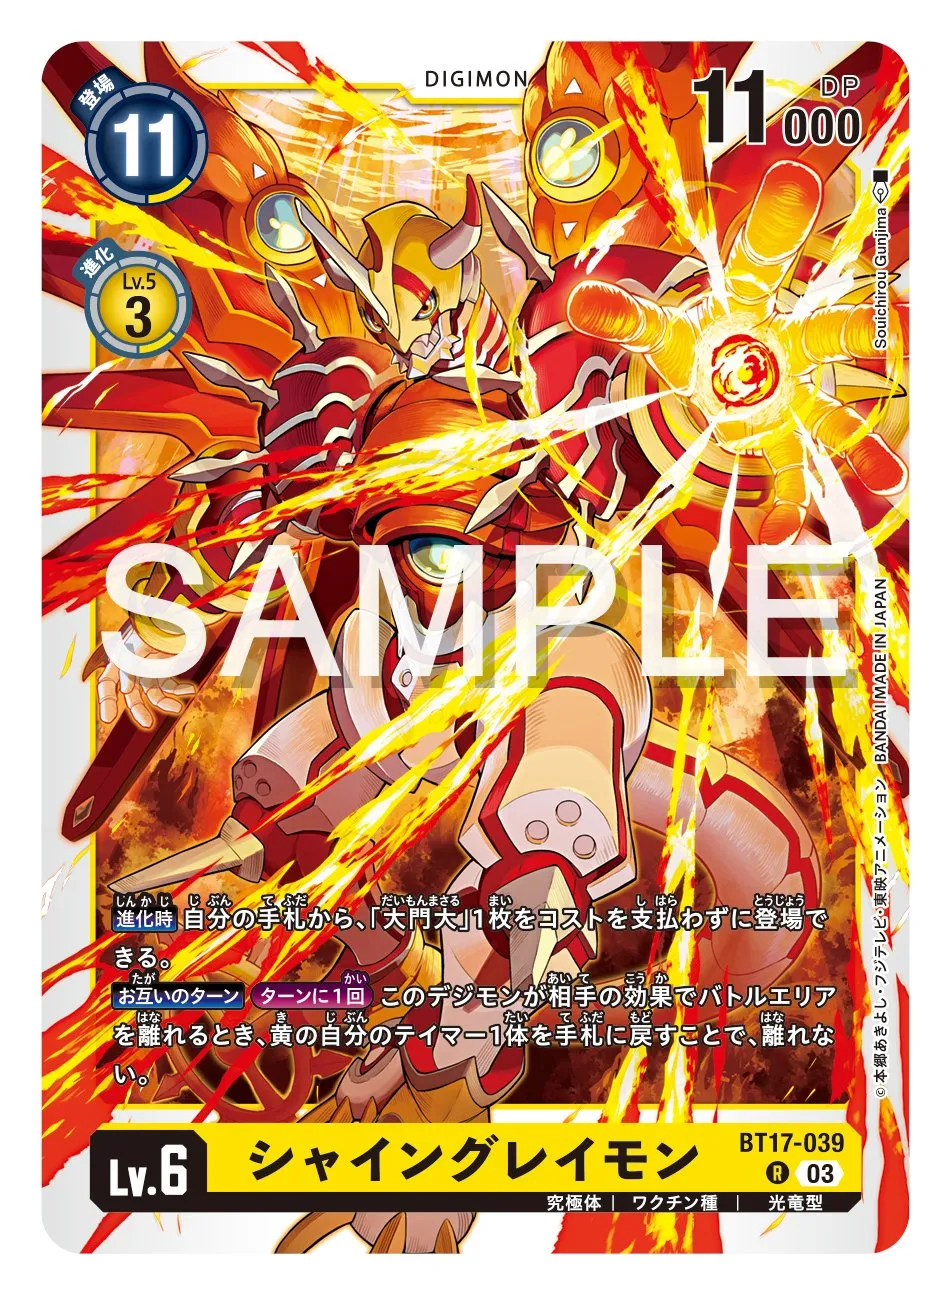 DIGIMON
登場
11
11000 DP
進化
Lv.5
3
Souichirou Gunjima
SAMPLE
BANDAI MADE IN JAPAN
©本郷あきよし・フジテレビ・東映アニメーション
進化時 自分の手札から、「大門大」1枚をコストを支払わずに登場で
きる。
お互いのターン ターンに1回 このデジモンが相手の効果でバトルエリア
を離れるとき、黄の自分のテイマー1体を手札に戻すことで、離れな
い。
Lv.6
シャイングレイモン
BT17-039
R 03
究極体 | ワクチン種 | 光竜型